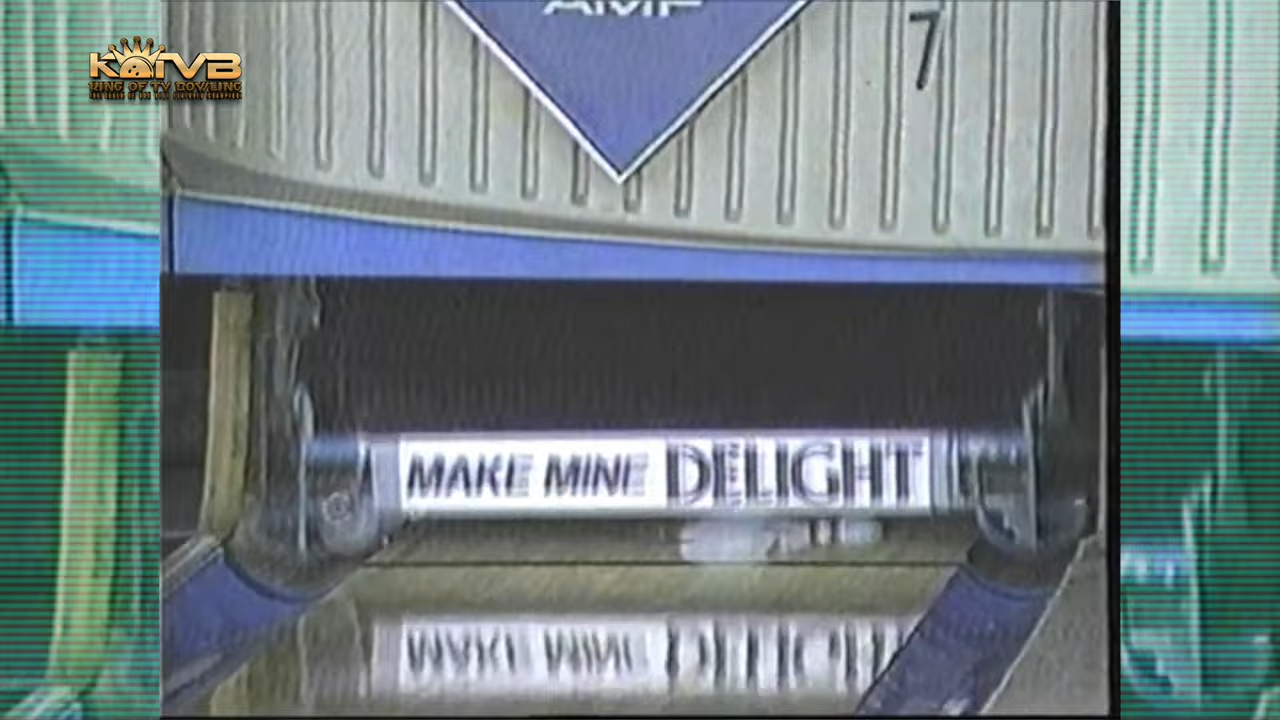 AMF
7
KOTVB
KING OF TV BOWLING
MAKE MINE DELIGHT